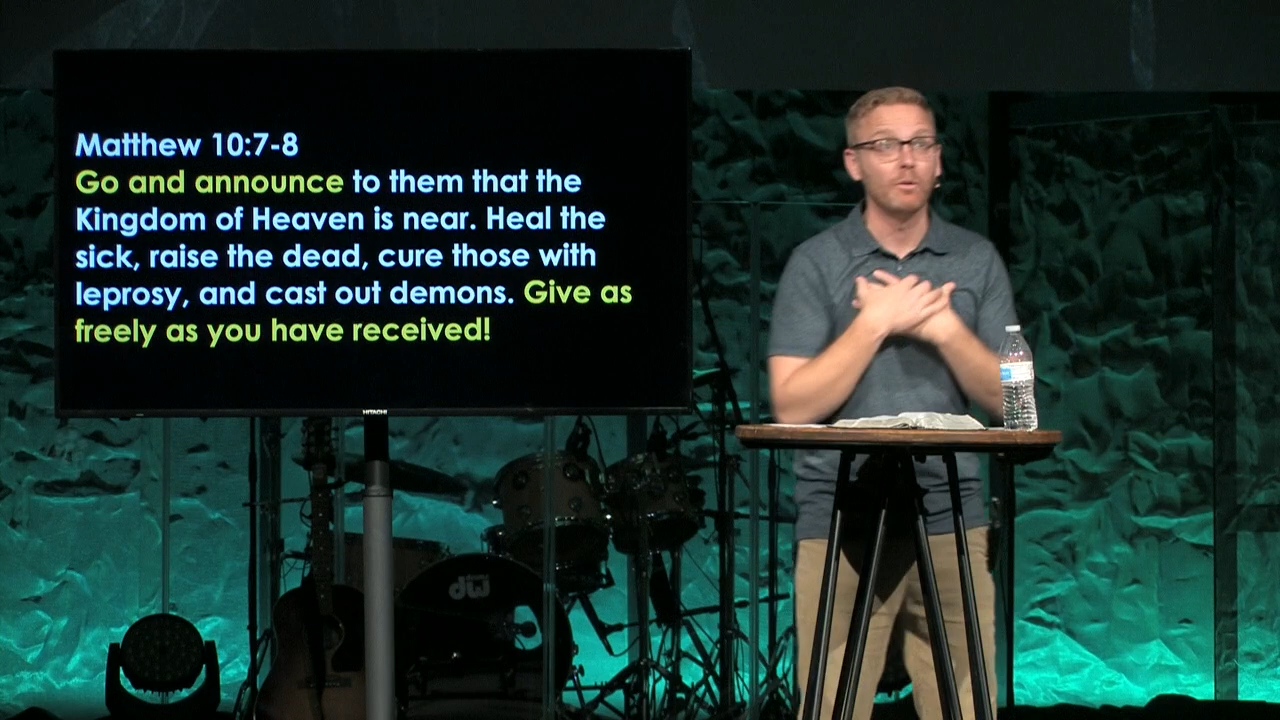 Matthew 10:7-8
Go and announce to them that the
Kingdom of Heaven is near. Heal the
sick, raise the dead, cure those with
leprosy, and cast out demons. Give as
freely as you have received!
HITACHI
dw